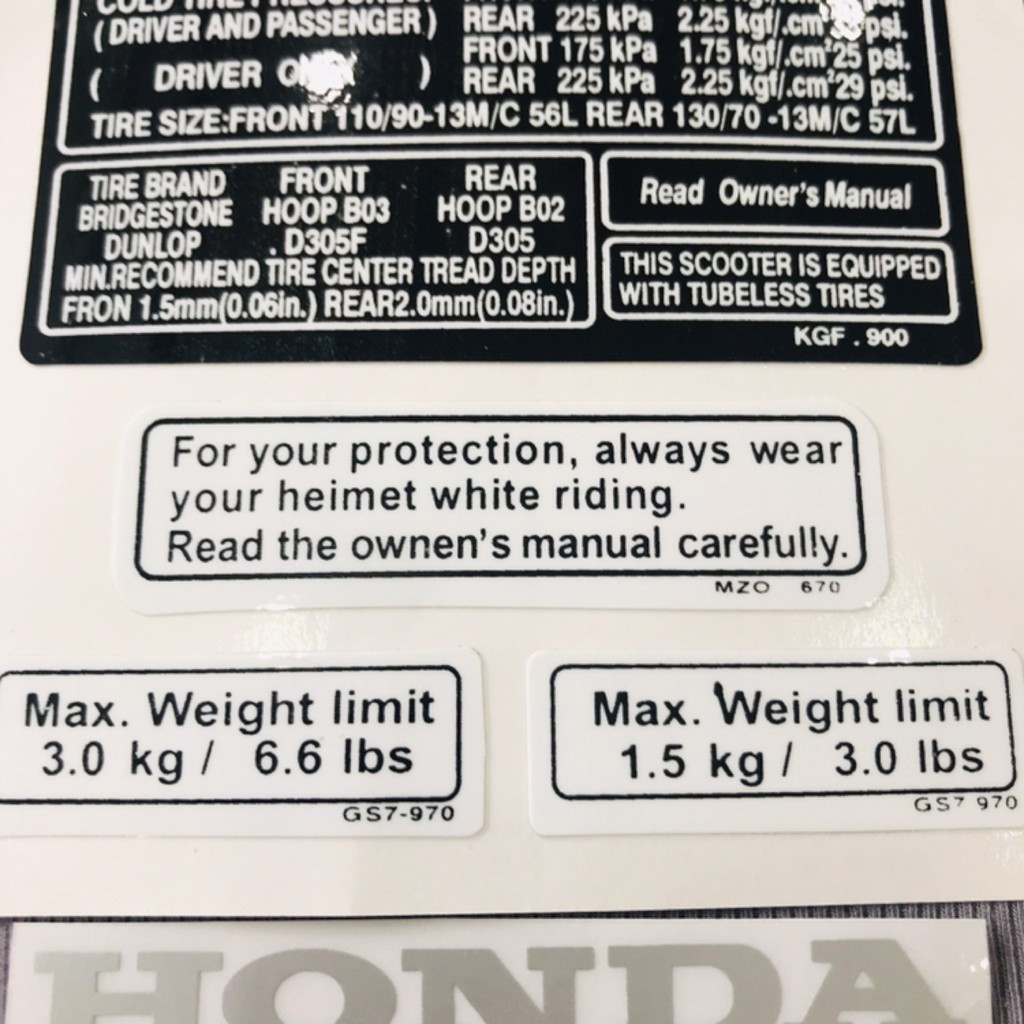 (DRIVER AND PASSENGER) REAR 225 kPa 2.25 kgf/.cm² psi.
FRONT 175 kPa 1.75 kgf/.cm²25 psi.
( DRIVER ) REAR 225 kPa 2.25 kgf/.cm²29 psi.
TIRE SIZE:FRONT 110/90-13M/C 56L REAR 130/70 -13M/C 57L
TIRE BRAND FRONT REAR
BRIDGESTONE HOOP B03 HOOP B02
DUNLOP . D305F D305
MIN.RECOMMEND TIRE CENTER TREAD DEPTH
FRON 1.5mm(0.06in.) REAR2.0mm(0.08in.)
Read Owner's Manual
THIS SCOOTER IS EQUIPPED
WITH TUBELESS TIRES
KGF . 900
For your protection, always wear
your heimet white riding.
Read the ownen's manual carefully.
MZO 670
Max. Weight limit
3.0 kg / 6.6 lbs
GS7-970
Max. Weight limit
1.5 kg / 3.0 lbs
GS7 970
HONDA